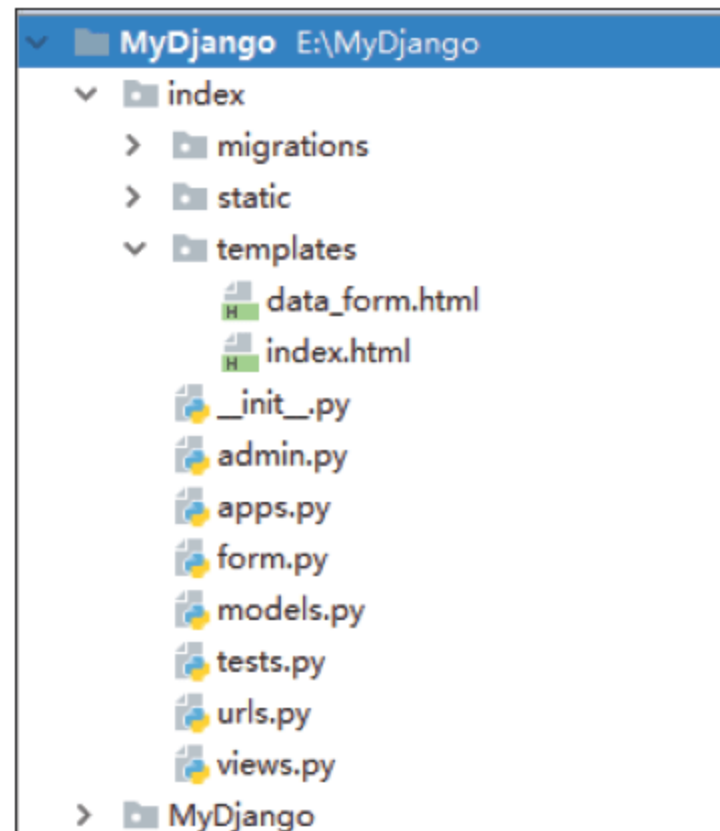 MyDjango E:\MyDjango
index
migrations
static
templates
data_form.html
index.html
__init__.py
admin.py
apps.py
form.py
models.py
tests.py
urls.py
views.py
MyDjango